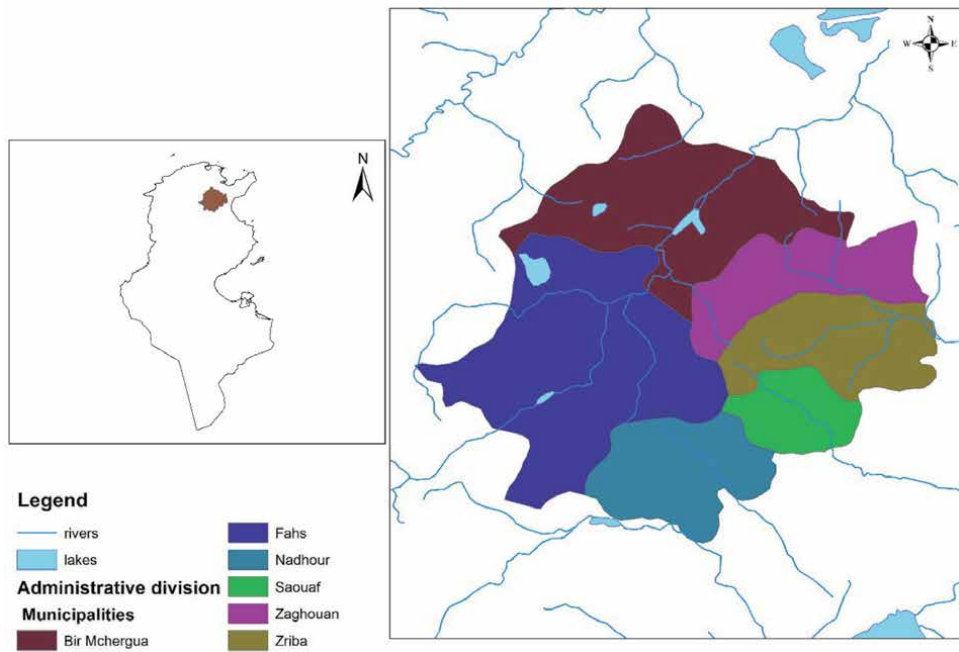 N
W E
S
N
Legend
rivers
lakes
Administrative division
Municipalities
Bir Mchergua
Fahs
Nadhour
Saouaf
Zaghouan
Zriba